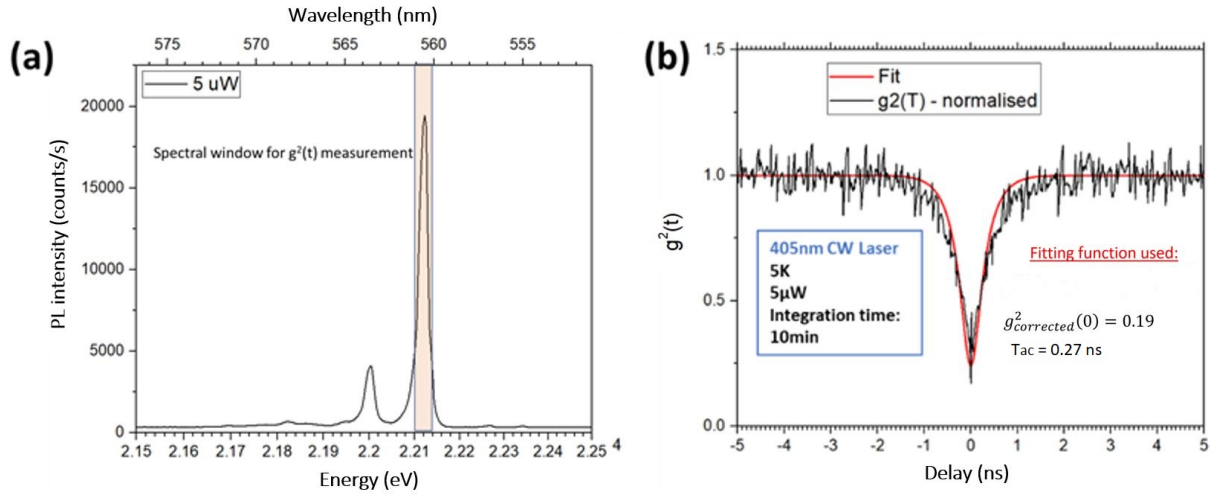 (a)
Wavelength (nm)
575 570 565 560 555
5 uW
Spectral window for g²(t) measurement
PL intensity (counts/s)
20000
15000
10000
5000
0
2.15 2.16 2.17 2.18 2.19 2.2 2.21 2.22 2.23 2.24 2.25 4
Energy (eV)
(b)
Fit
g2(T) - normalised
g²(t)
1.5
1.0
0.5
0.0
405nm CW Laser
5K
5µW
Integration time:
10min
Fitting function used:
g²corrected(0) = 0.19
Tac = 0.27 ns
-5 -4 -3 -2 -1 0 1 2 3 4 5
Delay (ns)